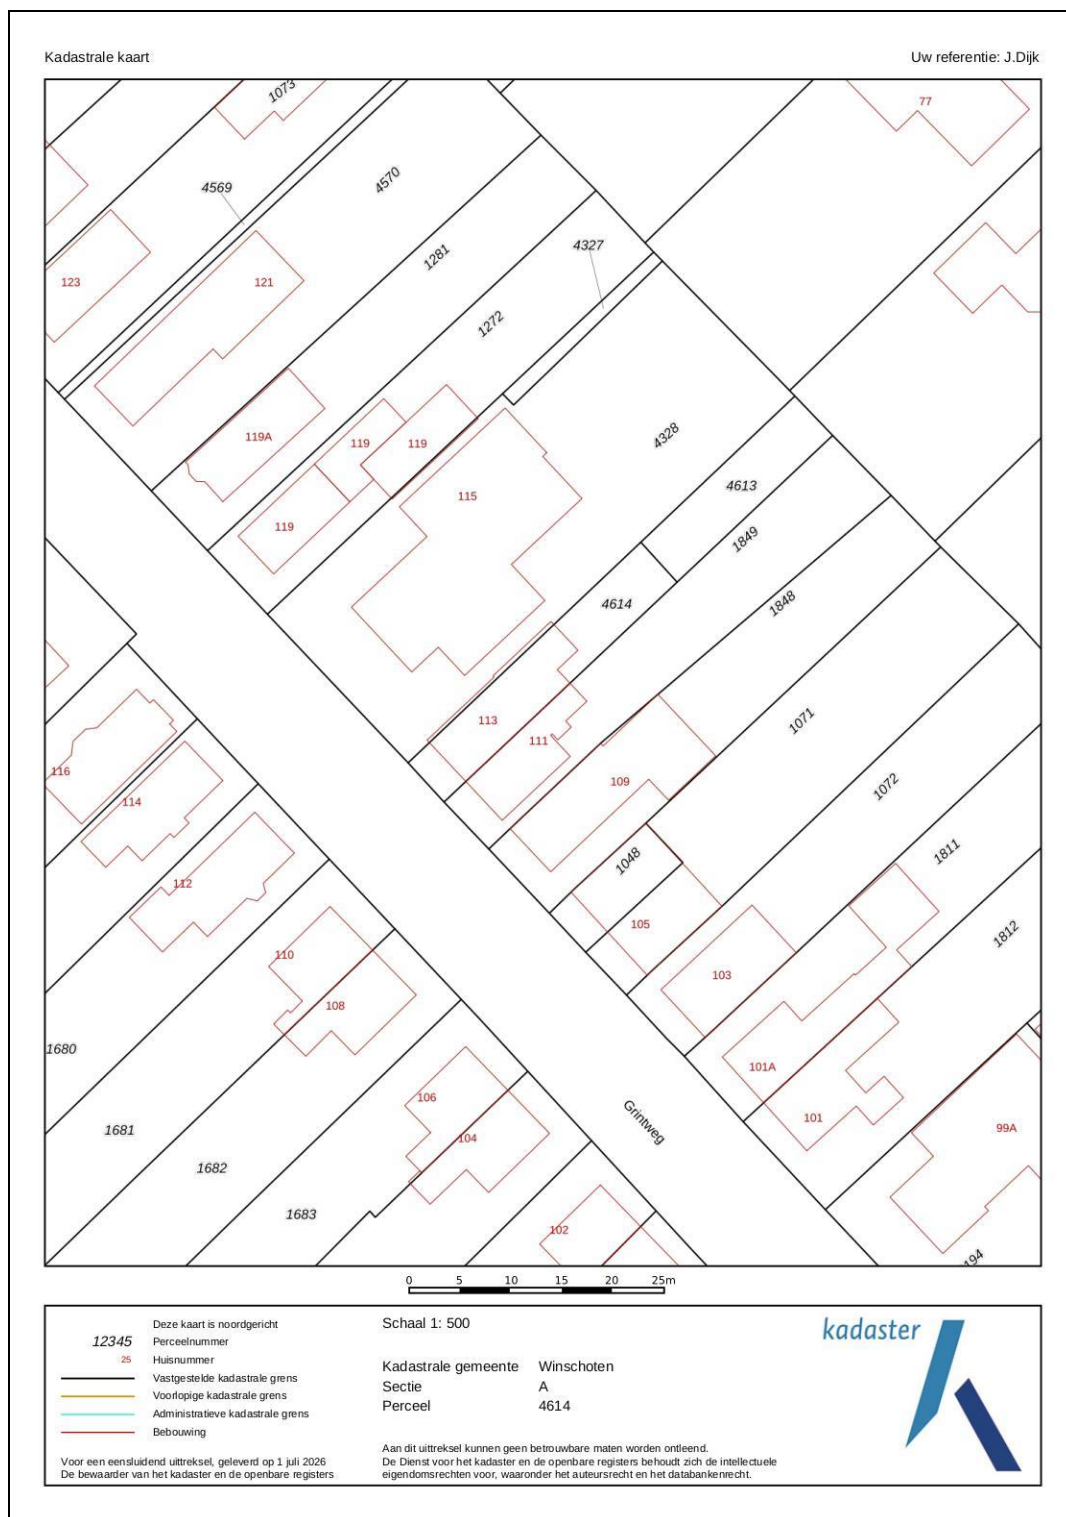 Kadastrale kaart
Uw referentie: J.Dijk
1073
77
4569
4570
4327
1281
123
121
1272
4328
119A
119
119
4613
115
119
1849
4614
1848
113
1071
111
116
109
1072
114
1048
1811
112
105
1812
110
103
108
1680
101A
106
Grintweg
101
99A
1681
104
1682
1683
102
194
0 5 10 15 20 25m
Deze kaart is noordgericht
12345 Perceelnummer
25 Huisnummer
Vastgestelde kadastrale grens
Voorlopige kadastrale grens
Administratieve kadastrale grens
Bebouwing
Voor een eensluidend uittreksel, geleverd op 1 juli 2026
De bewaarder van het kadaster en de openbare registers
Schaal 1: 500
Kadastrale gemeente Winschoten
Sectie A
Perceel 4614
Aan dit uittreksel kunnen geen betrouwbare maten worden ontleend.
De Dienst voor het kadaster en de openbare registers behoudt zich de intellectuele
eigendomsrechten voor, waaronder het auteursrecht en het databankenrecht.
kadaster